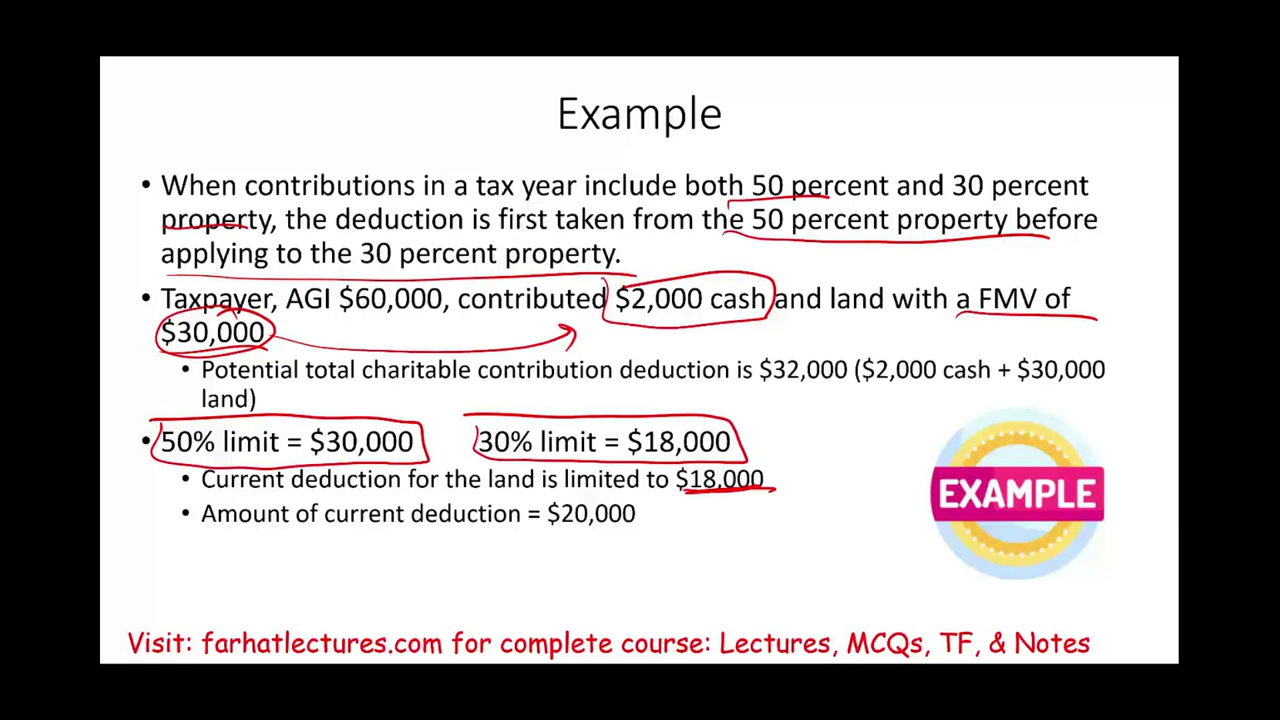 Example
• When contributions in a tax year include both 50 percent and 30 percent
property, the deduction is first taken from the 50 percent property before
applying to the 30 percent property.
• Taxpayer, AGI $60,000, contributed $2,000 cash and land with a FMV of
$30,000
• Potential total charitable contribution deduction is $32,000 ($2,000 cash + $30,000
land)
• 50% limit = $30,000 30% limit = $18,000
• Current deduction for the land is limited to $18,000
• Amount of current deduction = $20,000
EXAMPLE
Visit: farhatlectures.com for complete course: Lectures, MCQs, TF, & Notes